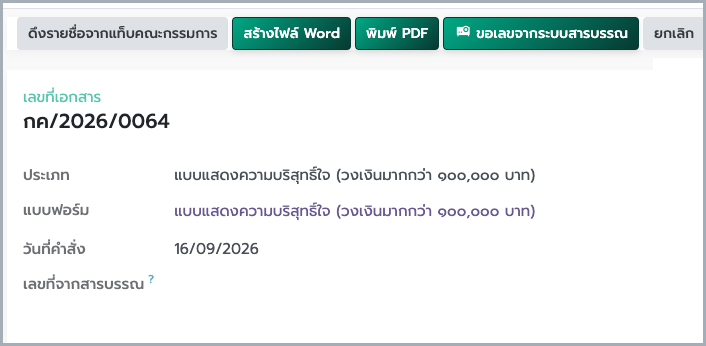 ดึงรายชื่อจากแท็บคณะกรรมการ สร้างไฟล์ Word พิมพ์ PDF ขอเลขจากระบบสารบรรณ ยกเลิก
เลขที่เอกสาร
กค/2026/0064
ประเภท แบบแสดงความบริสุทธิ์ใจ (วงเงินมากกว่า ๑๐๐,๐๐๐ บาท)
แบบฟอร์ม แบบแสดงความบริสุทธิ์ใจ (วงเงินมากกว่า ๑๐๐,๐๐๐ บาท)
วันที่คำสั่ง 16/09/2026
เลขที่จากสารบรรณ ?